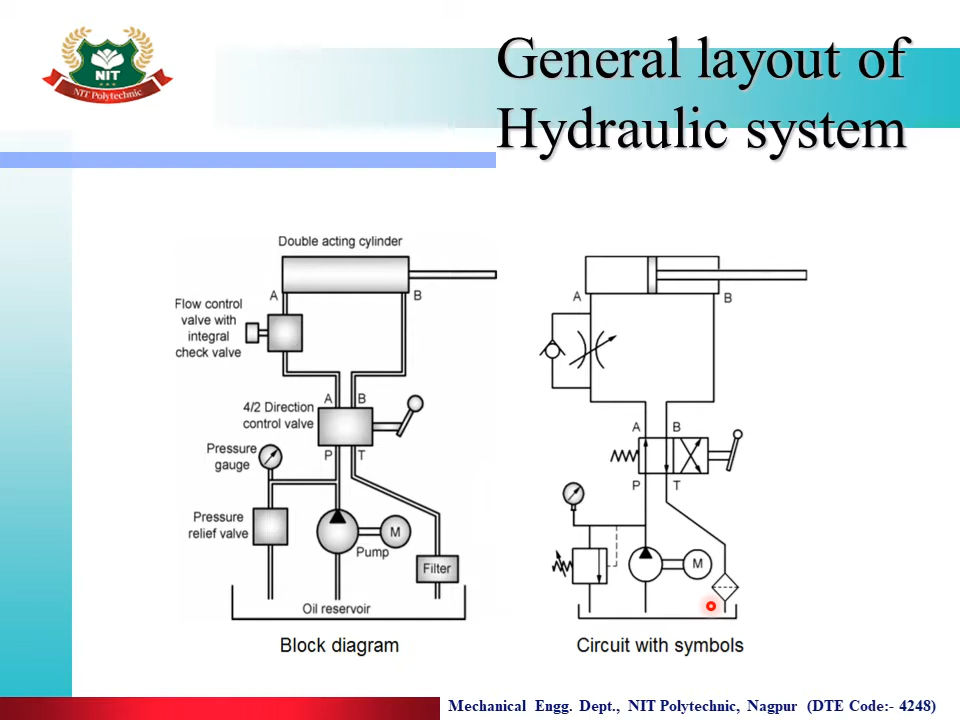 NIT
NIT Polytechnic
General layout of
Hydraulic system
Double acting cylinder
A
B
Flow control
valve with
integral
check valve
A B
4/2 Direction
control valve
P T
Pressure
gauge
Pressure
relief valve
M
Pump
Filter
Oil reservoir
Block diagram
A
B
A B
P T
M
Circuit with symbols
Mechanical Engg. Dept., NIT Polytechnic, Nagpur (DTE Code:- 4248)